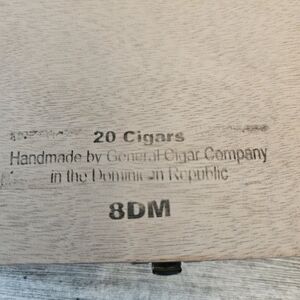 20 Cigars
Handmade by General Cigar Company
in the Dominican Republic
8DM